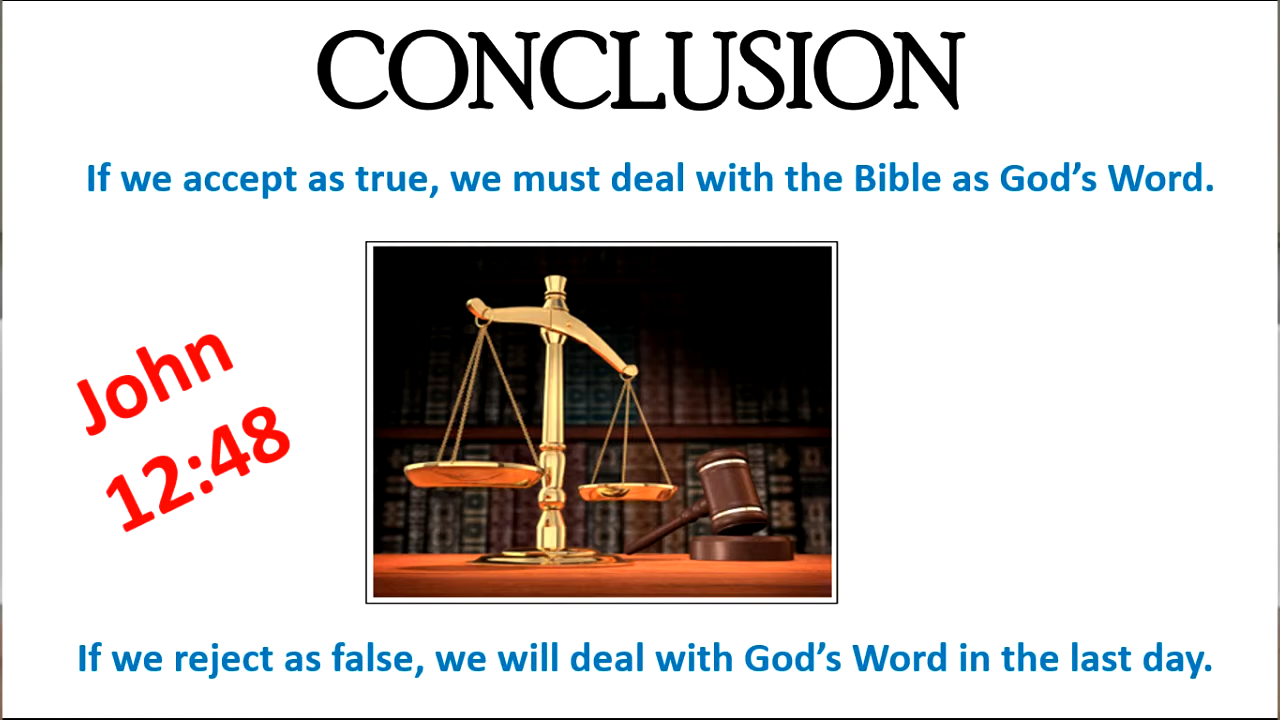 CONCLUSION
If we accept as true, we must deal with the Bible as God’s Word.
John
12:48
If we reject as false, we will deal with God’s Word in the last day.